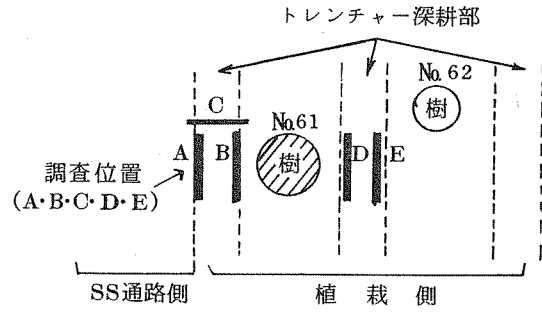 トレンチャー深耕部
No.62
樹
C
No.61
A
B
樹
D
E
調査位置
(A・B・C・D・E)
SS通路側
植栽側